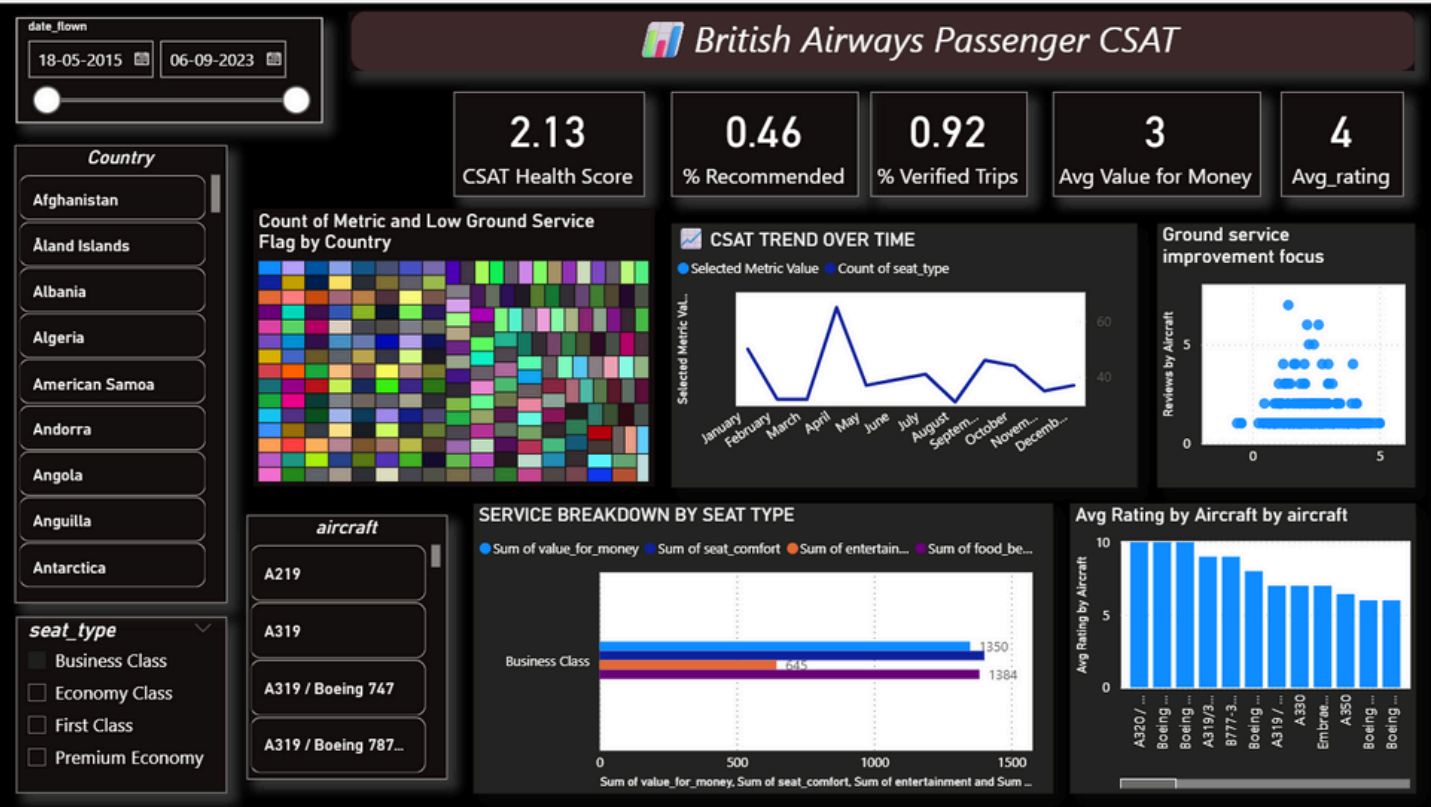 date_flown
18-05-2015
06-09-2023
British Airways Passenger CSAT
2.13
CSAT Health Score
0.46
% Recommended
0.92
% Verified Trips
3
Avg Value for Money
4
Avg_rating
Country
Afghanistan
Åland Islands
Albania
Algeria
American Samoa
Andorra
Angola
Anguilla
Antarctica
seat_type
Business Class
Economy Class
First Class
Premium Economy
Count of Metric and Low Ground Service
Flag by Country
CSAT TREND OVER TIME
Selected Metric Value
Count of seat_type
Selected Metric Val...
60
40
January
February
March
April
May
June
July
August
Septem...
October
Novem...
Decemb...
Ground service
improvement focus
Reviews by Aircraft
5
0
0
5
aircraft
A219
A319
A319 / Boeing 747
A319 / Boeing 787...
SERVICE BREAKDOWN BY SEAT TYPE
Sum of value_for_money
Sum of seat_comfort
Sum of entertain...
Sum of food_be...
Business Class
1350
645
1384
0
500
1000
1500
Sum of value_for_money, Sum of seat_comfort, Sum of entertainment and Sum ...
Avg Rating by Aircraft by aircraft
Avg Rating by Aircraft
10
5
0
A320 / ...
Boeing ...
Boeing ...
A319/3...
B777-3...
Boeing ...
A319 / ...
A330
Embrae...
A350
Boeing ...
Boeing ...